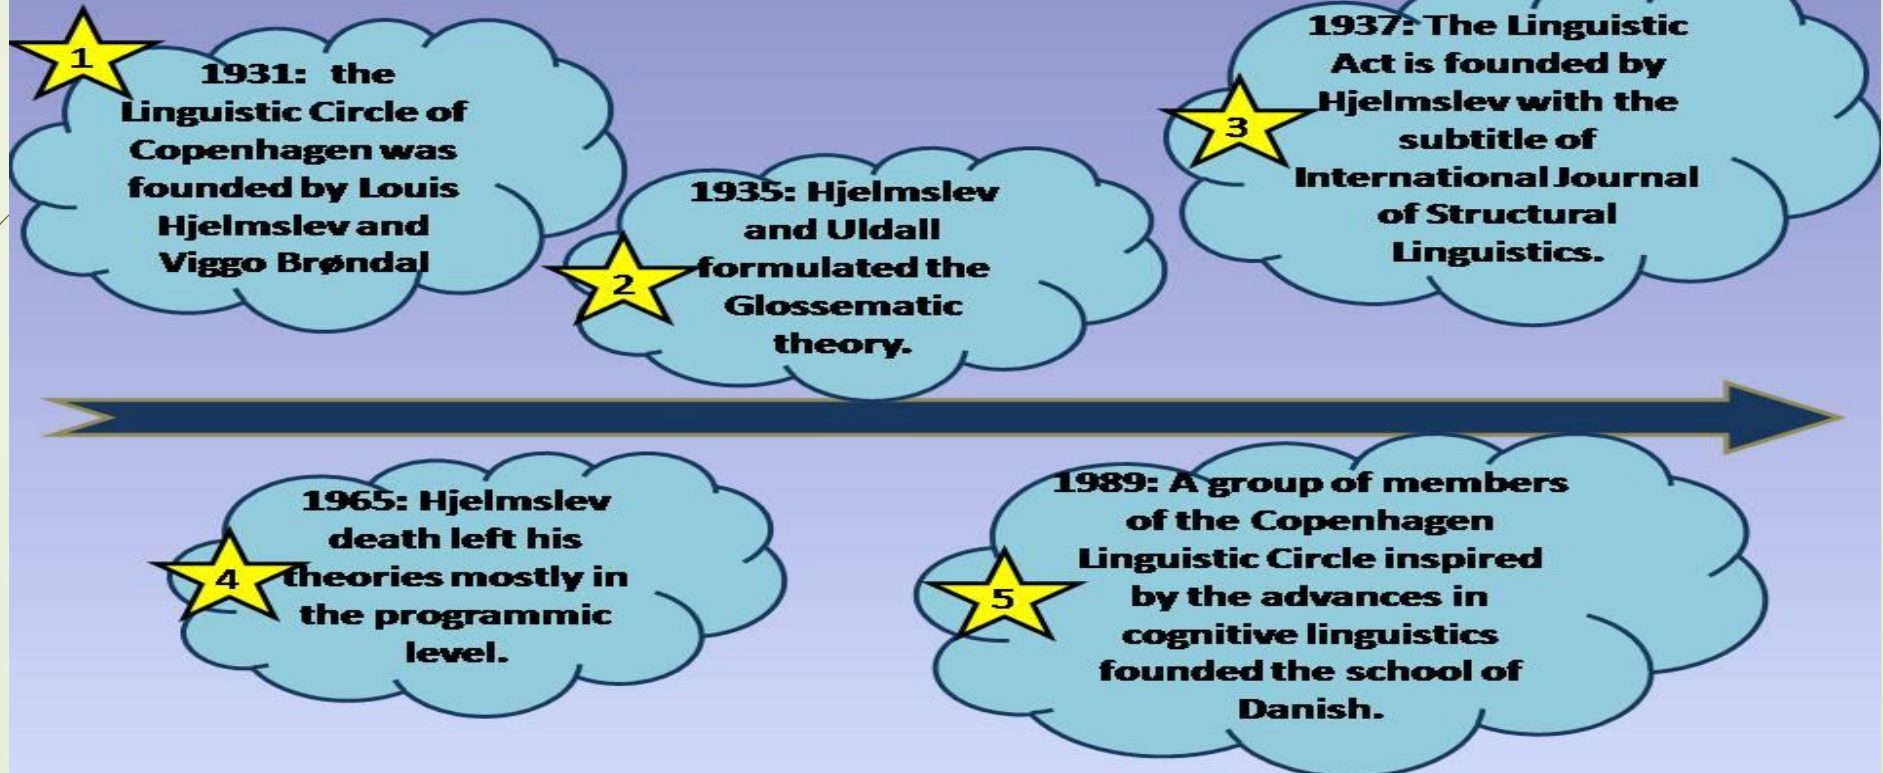 1
1931: the
Linguistic Circle of
Copenhagen was
founded by Louis
Hjelmslev and
Viggo Brøndal
2
1935: Hjelmslev
and Uldall
formulated the
Glossematic
theory.
3
1937: The Linguistic
Act is founded by
Hjelmslev with the
subtitle of
International Journal
of Structural
Linguistics.
4
1965: Hjelmslev
death left his
theories mostly in
the programmic
level.
5
1989: A group of members
of the Copenhagen
Linguistic Circle inspired
by the advances in
cognitive linguistics
founded the school of
Danish.